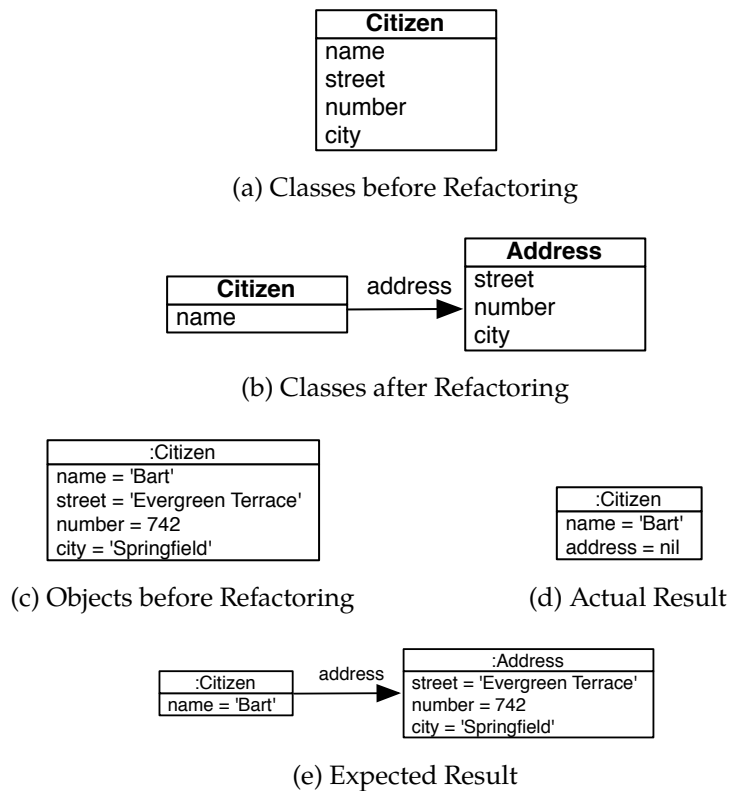 Citizen
name
street
number
city
(a) Classes before Refactoring
Citizen
name
address
Address
street
number
city
(b) Classes after Refactoring
:Citizen
name = 'Bart'
street = 'Evergreen Terrace'
number = 742
city = 'Springfield'
(c) Objects before Refactoring
:Citizen
name = 'Bart'
address = nil
(d) Actual Result
:Citizen
name = 'Bart'
address
:Address
street = 'Evergreen Terrace'
number = 742
city = 'Springfield'
(e) Expected Result